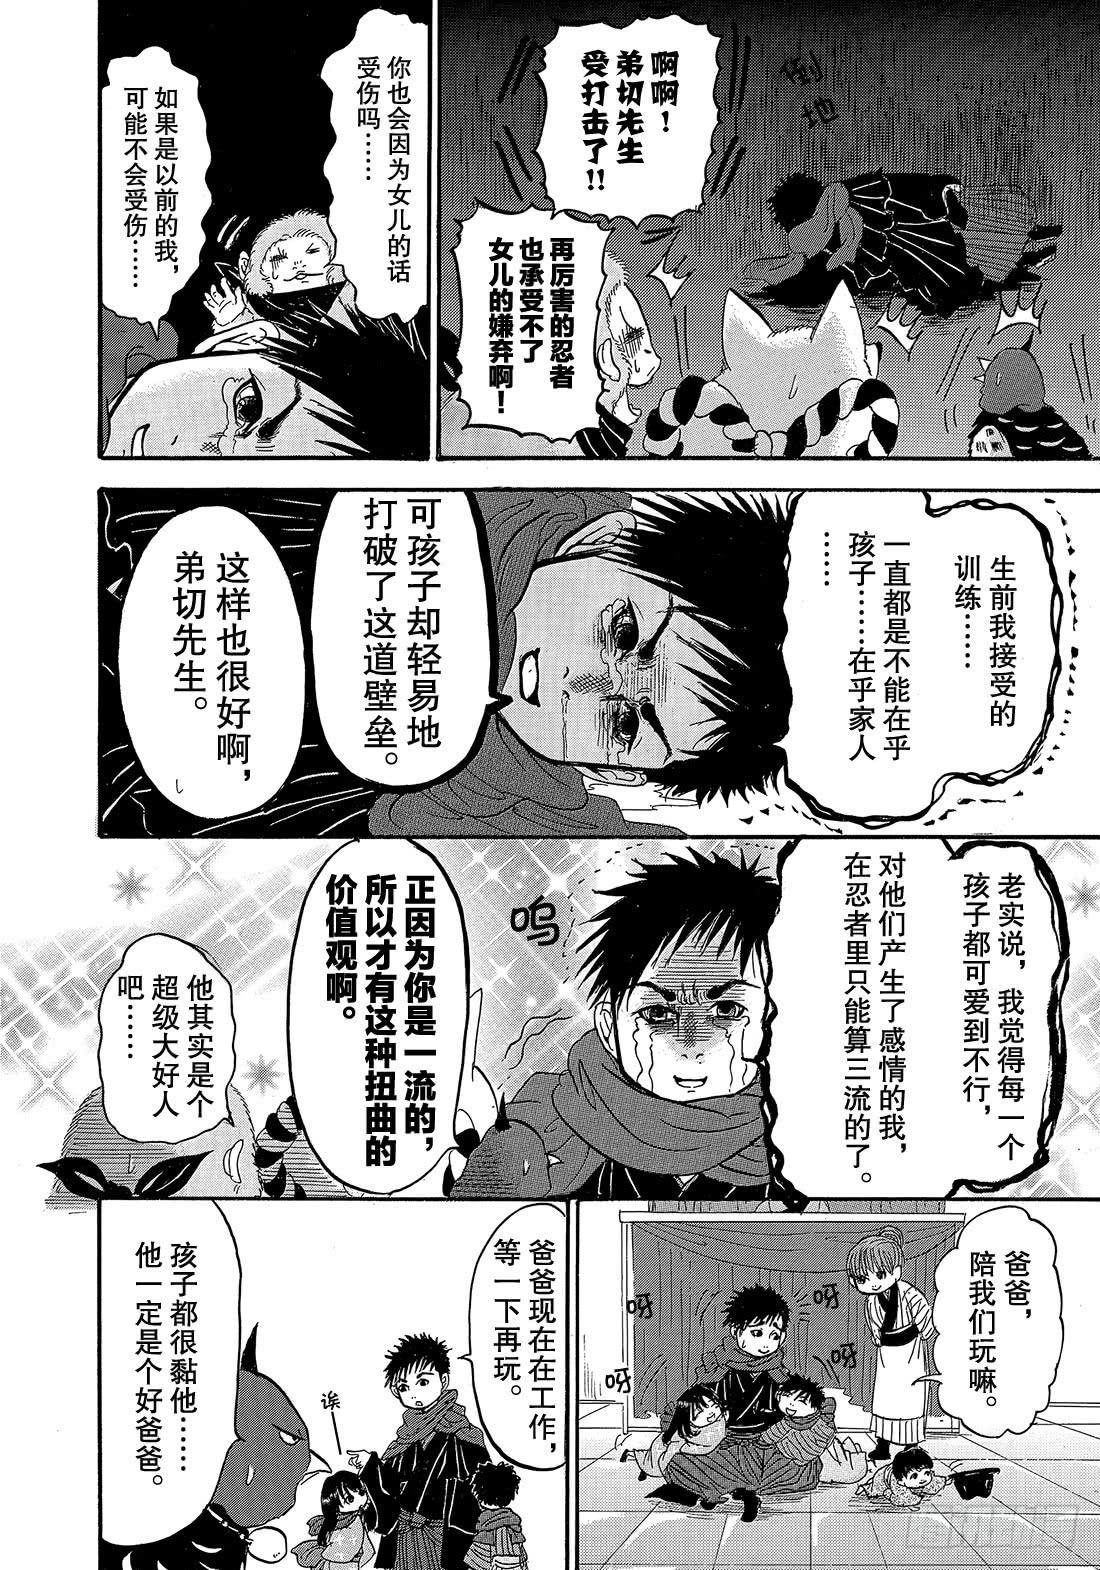 倒
地
啊啊！
弟切先生
受打击了!!
再厉害的忍者
也承受不了
女儿的嫌弃啊！
你也会因为女儿的话
受伤吗……
如果是以前的我，
可能不会受伤……
生前我接受的
训练……
一直都是不能在乎
孩子……在乎家人
……
可孩子却轻易地
打破了这道壁垒。
这样也很好啊，
弟切先生。
老实说，我觉得每一个
孩子都可爱到不行，
对他们产生了感情的我，
在忍者里只能算三流的了。
呜
正因为你是一流的，
所以才有这种扭曲的
价值观啊。
他其实是个
超级大好人
吧……
爸爸，
陪我们玩嘛。
呀
呀
呀
呀
爸爸现在在工作，
等一下再玩。
诶
孩子都很黏他……
他一定是个好爸爸。